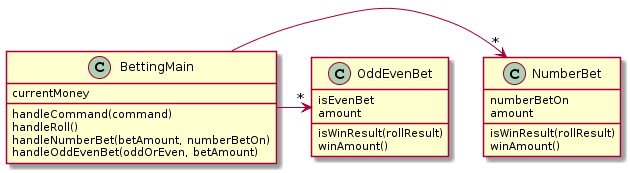 C BettingMain
currentMoney
handleCommand(command)
handleRoll()
handleNumberBet(betAmount, numberBetOn)
handleOddEvenBet(oddOrEven, betAmount)
*
C OddEvenBet
isEvenBet
amount
isWinResult(rollResult)
winAmount()
*
C NumberBet
numberBetOn
amount
isWinResult(rollResult)
winAmount()